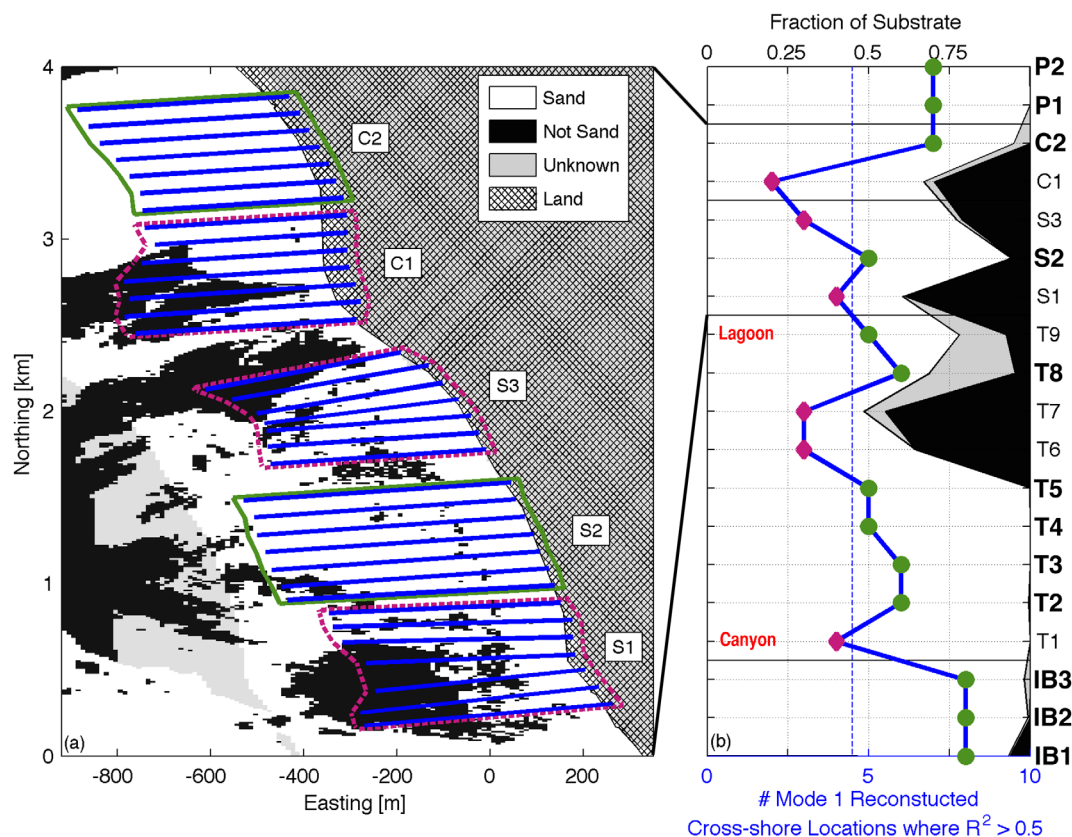 Fraction of Substrate
0 0.25 0.5 0.75
4
3
2
1
0
Northing [km]
Sand
Not Sand
Unknown
Land
C2
C1
S3
S2
S1
(a)
-800 -600 -400 -200 0 200
Easting [m]
P2
P1
C2
C1
S3
S2
S1
Lagoon T9
T8
T7
T6
T5
T4
T3
T2
Canyon T1
IB3
IB2
(b) IB1
0 5 10
# Mode 1 Reconstucted
Cross-shore Locations where R² > 0.5